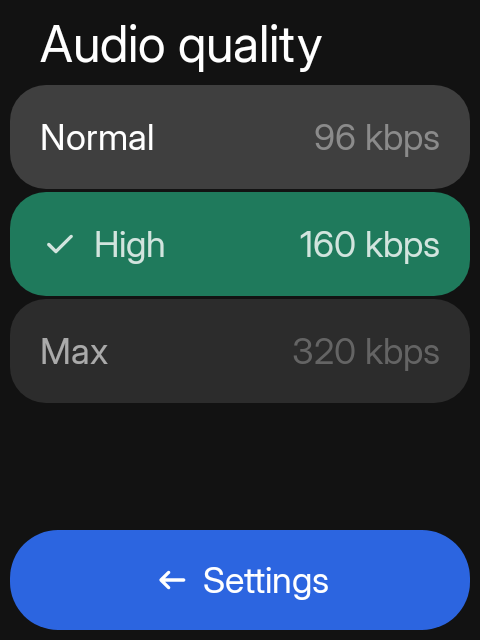 Audio quality
Normal 96 kbps
High 160 kbps
Max 320 kbps
Settings